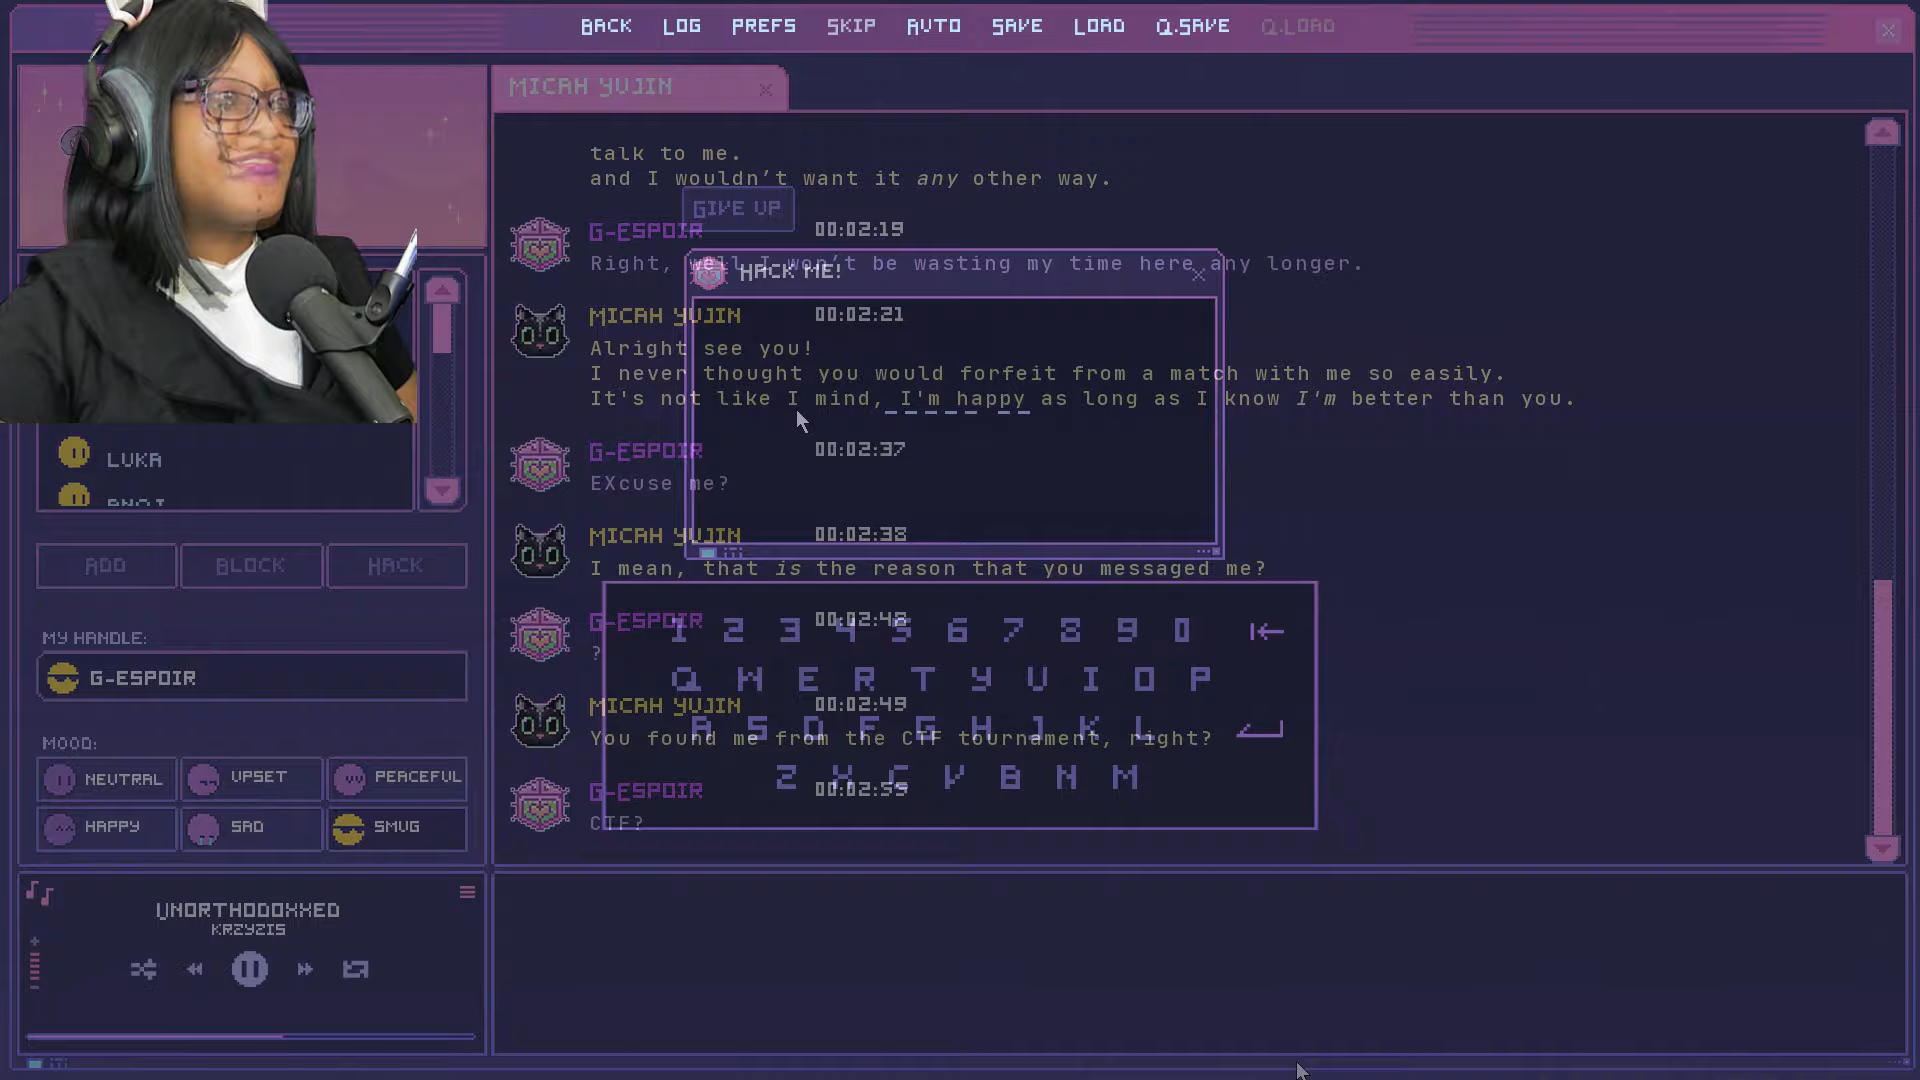 BACK LOG PREFS SKIP AUTO SAVE LOAD Q.SAVE Q.LOAD
MICAH YUJIN
talk to me.
and I wouldn't want it any other way.
GIVE UP
G-ESPOIR 00:02:19
Right, well I won't be wasting my time here any longer.
HACK ME!
MICAH YUJIN 00:02:21
Alright see you!
I never thought you would forfeit from a match with me so easily.
It's not like I mind, I'm happy as long as I know I'm better than you.
G-ESPOIR 00:02:37
EXcuse me?
MICAH YUJIN 00:02:38
I mean, that is the reason that you messaged me?
G-ESPOIR 00:02:48
?
MICAH YUJIN 00:02:49
You found me from the CTF tournament, right?
G-ESPOIR 00:02:59
CTF?
1 2 3 4 5 6 7 8 9 0
Q W E R T Y U I O P
A S D F G H J K L
Z X C V B N M
LUKA
ADD BLOCK HACK
MY HANDLE:
G-ESPOIR
MOOD:
NEUTRAL UPSET PEACEFUL
HAPPY SAD SMUG
UNORTHODOXXED
KRZYZIS